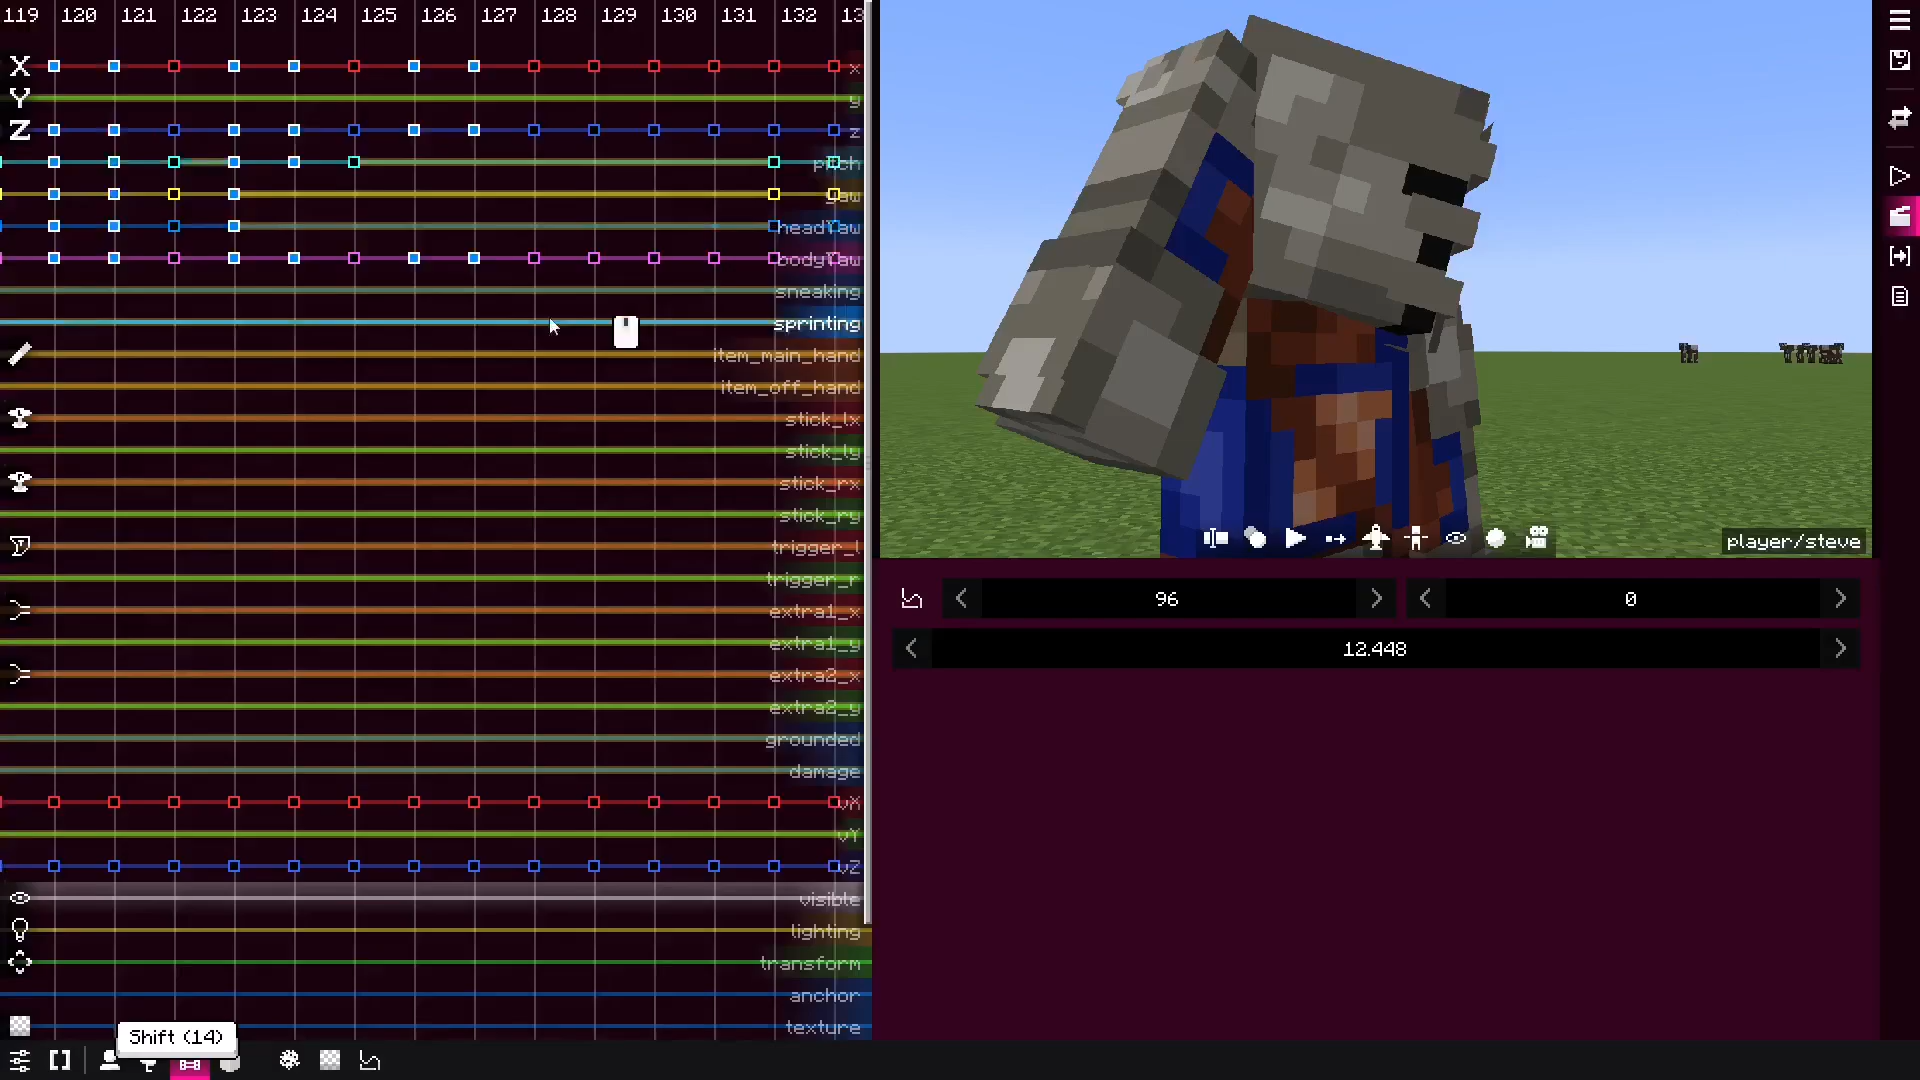 119 120 121 122 123 124 125 126 127 128 129 130 131 132 13
X x
Y y
Z z
pitch
yaw
headYaw
bodyYaw
sneaking
sprinting
item_main_hand
item_off_hand
stick_lx
stick_ly
stick_rx
stick_ry
trigger_l
trigger_r
extra1_x
extra1_y
extra2_x
extra2_y
grounded
damage
vX
vY
vZ
visible
lighting
transform
anchor
texture
Shift (14)
player/steve
96 0
12.448